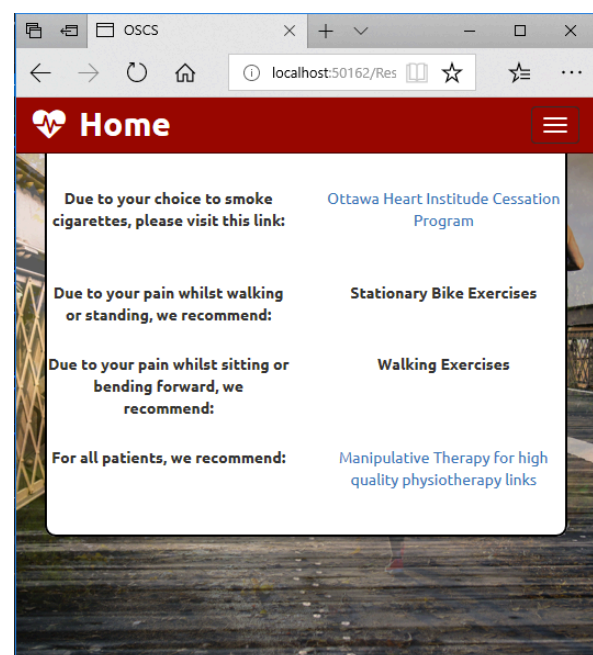 OSCS
localhost:50162/Res
Home
Due to your choice to smoke
cigarettes, please visit this link:
Ottawa Heart Institude Cessation
Program
Due to your pain whilst walking
or standing, we recommend:
Stationary Bike Exercises
Due to your pain whilst sitting or
bending forward, we
recommend:
Walking Exercises
For all patients, we recommend:
Manipulative Therapy for high
quality physiotherapy links